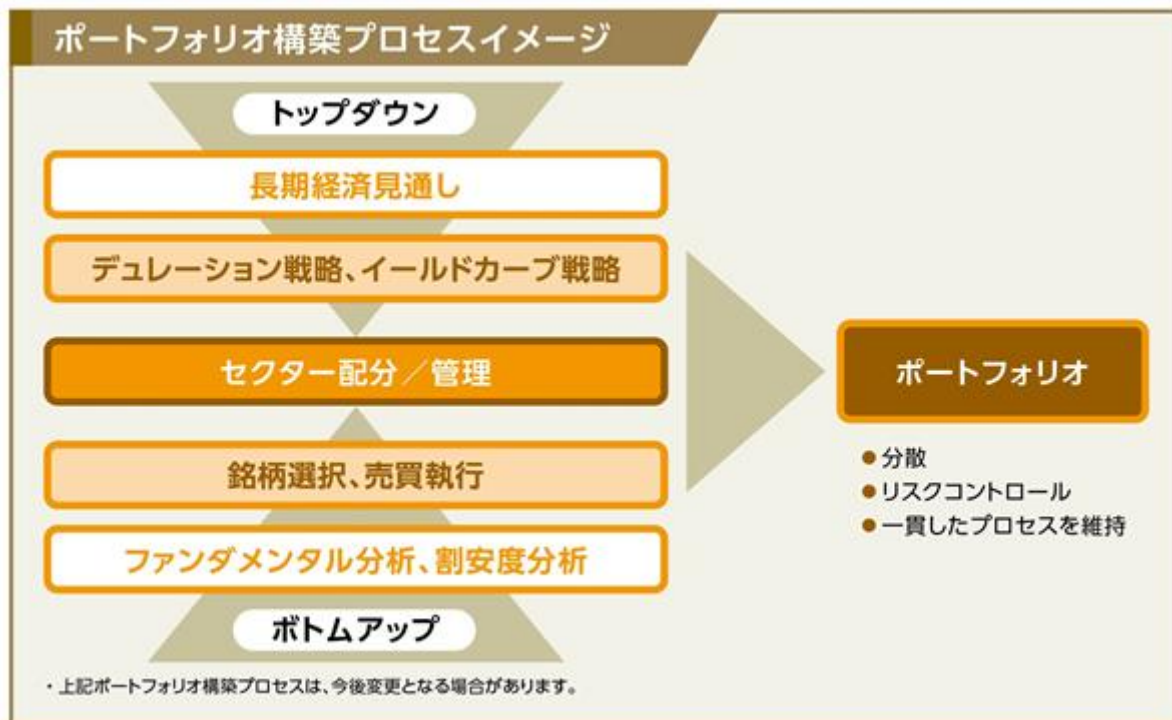 ポートフォリオ構築プロセスイメージ
トップダウン
長期経済見通し
デュレーション戦略、イールドカーブ戦略
セクター配分／管理
銘柄選択、売買執行
ファンダメンタル分析、割安度分析
ボトムアップ
ポートフォリオ
●分散
●リスクコントロール
●一貫したプロセスを維持
・上記ポートフォリオ構築プロセスは、今後変更となる場合があります。